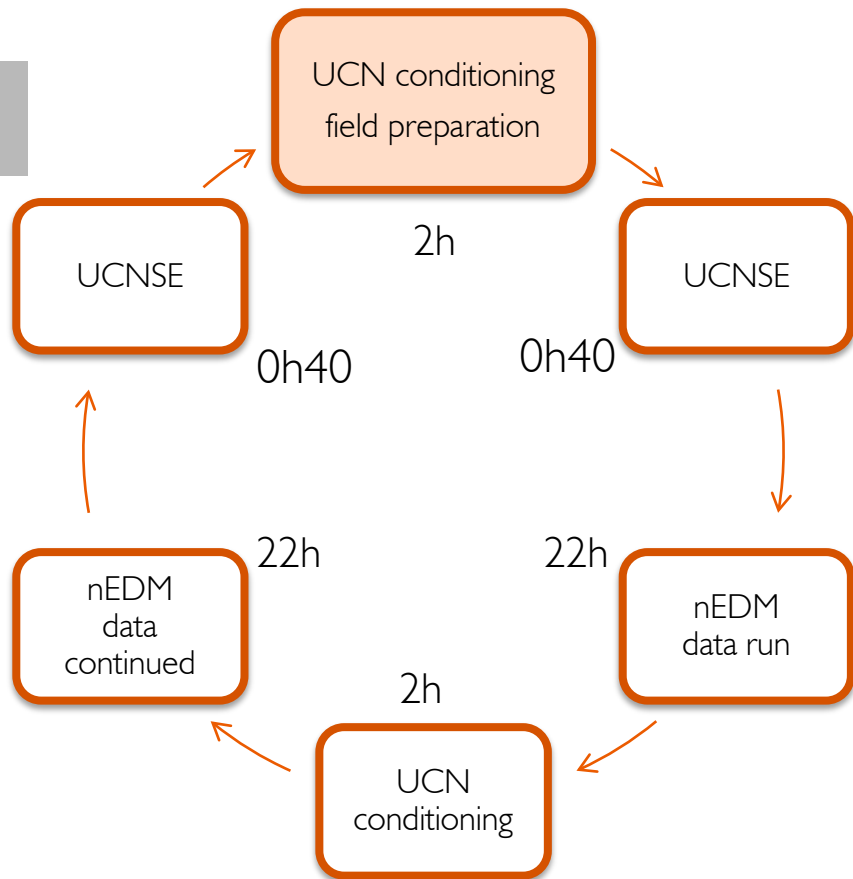 UCN conditioning
field preparation
2h
UCNSE
UCNSE
0h40
0h40
22h
22h
nEDM
data
continued
nEDM
data run
2h
UCN
conditioning